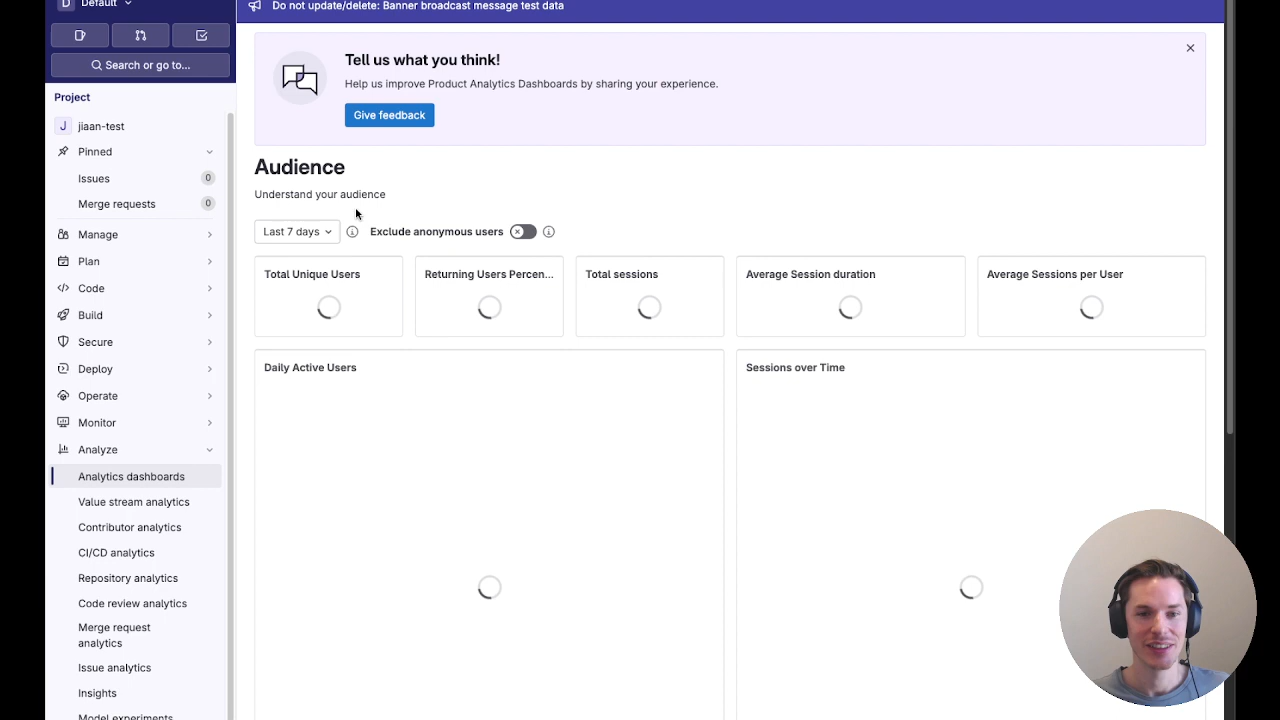 D Default
Do not update/delete: Banner broadcast message test data
Search or go to...
Project
J jiaan-test
Pinned
Issues 0
Merge requests 0
Manage
Plan
Code
Build
Secure
Deploy
Operate
Monitor
Analyze
Analytics dashboards
Value stream analytics
Contributor analytics
CI/CD analytics
Repository analytics
Code review analytics
Merge request
analytics
Issue analytics
Insights
Model experiments
Tell us what you think!
Help us improve Product Analytics Dashboards by sharing your experience.
Give feedback
Audience
Understand your audience
Last 7 days Exclude anonymous users
Total Unique Users
Returning Users Percen...
Total sessions
Average Session duration
Average Sessions per User
Daily Active Users
Sessions over Time